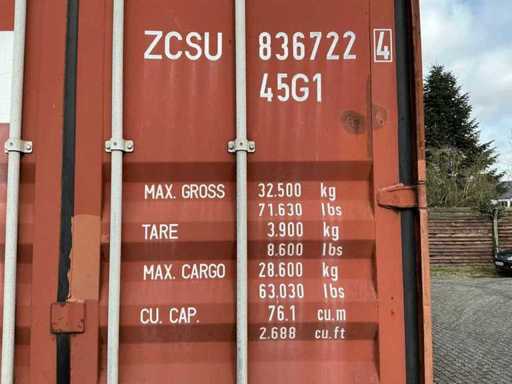 ZCSU 836722 4
45G1
MAX. GROSS 32.500 kg
71.630 lbs
TARE 3.900 kg
8.600 lbs
MAX. CARGO 28.600 kg
63.030 lbs
CU. CAP. 76.1 cu.m
2.688 cu.ft